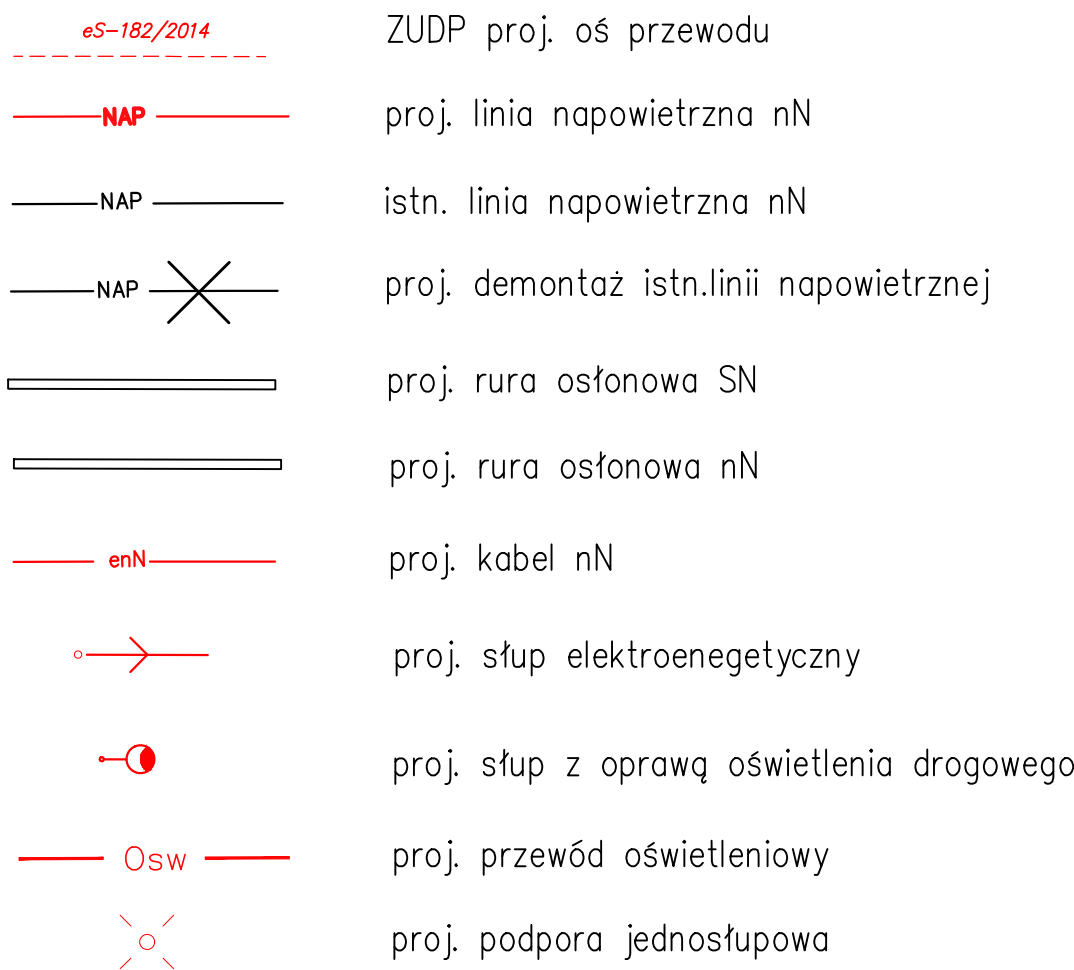 eS-182/2014 ZUDP proj. oś przewodu
NAP proj. linia napowietrzna nN
NAP istn. linia napowietrzna nN
NAP proj. demontaż istn.linii napowietrznej
proj. rura osłonowa SN
proj. rura osłonowa nN
enN proj. kabel nN
proj. słup elektroenegetyczny
proj. słup z oprawą oświetlenia drogowego
Osw proj. przewód oświetleniowy
proj. podpora jednosłupowa